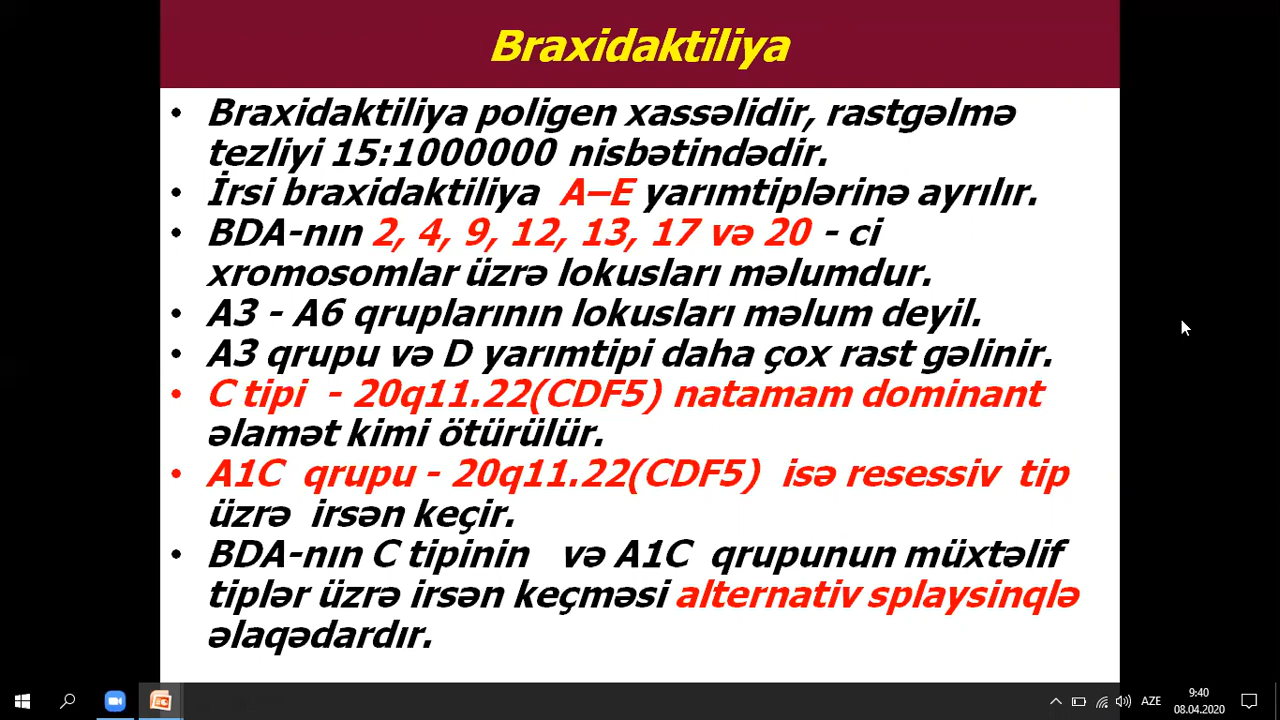 Braxidaktiliya
• Braxidaktiliya poligen xassəlidir, rastgəlmə
tezliyi 15:1000000 nisbətindədir.
• İrsi braxidaktiliya A–E yarımtiplərinə ayrılır.
• BDA-nın 2, 4, 9, 12, 13, 17 və 20 - ci
xromosomlar üzrə lokusları məlumdur.
• A3 - A6 qruplarının lokusları məlum deyil.
• A3 qrupu və D yarımtipi daha çox rast gəlinir.
• C tipi - 20q11.22(CDF5) natamam dominant
əlamət kimi ötürülür.
• A1C qrupu - 20q11.22(CDF5) isə resessiv tip
üzrə irsən keçir.
• BDA-nın C tipinin və A1C qrupunun müxtəlif
tiplər üzrə irsən keçməsi alternativ splaysinqlə
əlaqədardır.
AZE
9:40
08.04.2020